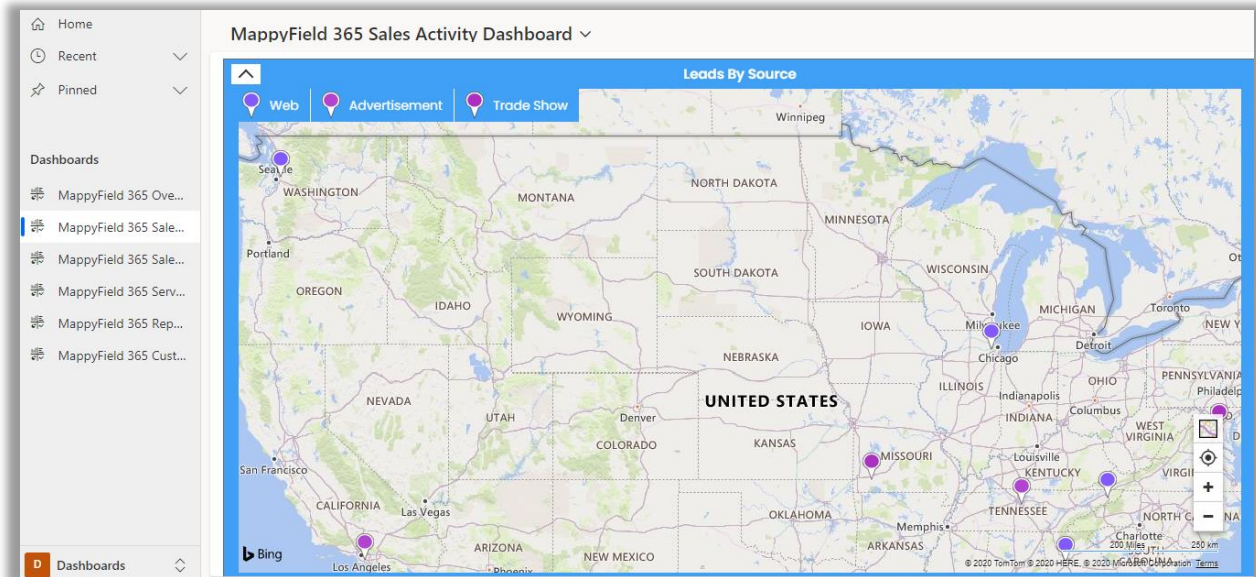 Home
Recent
Pinned
Dashboards
MappyField 365 Ove...
MappyField 365 Sale...
MappyField 365 Sale...
MappyField 365 Serv...
MappyField 365 Rep...
MappyField 365 Cust...
D Dashboards
MappyField 365 Sales Activity Dashboard
Leads By Source
Web Advertisement Trade Show
Winnipeg
Seattle
WASHINGTON
MONTANA
NORTH DAKOTA
MINNESOTA
Portland
OREGON
IDAHO
WYOMING
SOUTH DAKOTA
WISCONSIN
Ot
MICHIGAN
Toronto
NEW Y
IOWA
Milwaukee
Detroit
Chicago
NEBRASKA
PENNSYLVANIA
Philadelp
NEVADA
UTAH
Denver
UNITED STATES
ILLINOIS
Indianapolis
INDIANA
OHIO
Columbus
WEST
VIRGINIA
D
COLORADO
KANSAS
MISSOURI
Louisville
KENTUCKY
VIRGI
San Francisco
CALIFORNIA
Las Vegas
OKLAHOMA
TENNESSEE
Memphis
NORTH CA NA
Charlotte
ARIZONA
NEW MEXICO
ARKANSAS
200 Miles 250 km
Bing
Los Angeles
Phoenix
© 2020 TomTom © 2020 HERE, © 2020 Microsoft Corporation Terms